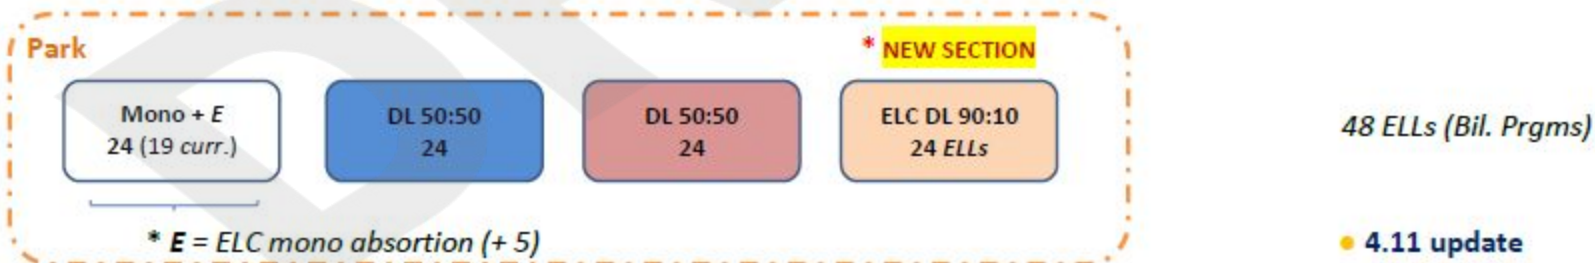 Park
* NEW SECTION
Mono + E
24 (19 curr.)
DL 50:50
24
DL 50:50
24
ELC DL 90:10
24 ELLs
48 ELLs (Bil. Prgms)
* E = ELC mono absortion (+ 5)
• 4.11 update